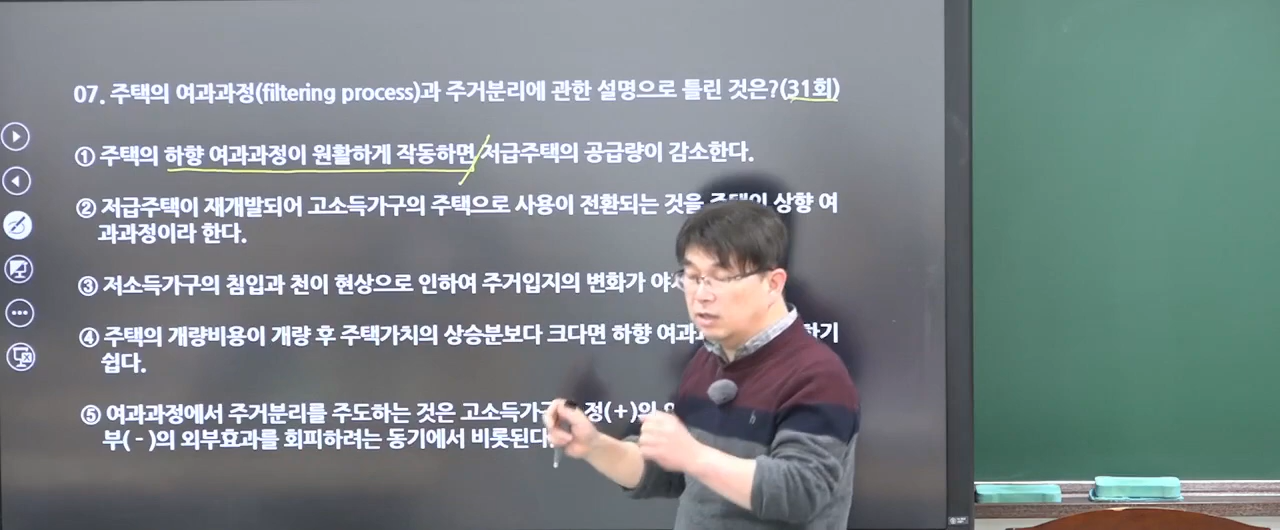 07. 주택의 여과과정(filtering process)과 주거분리에 관한 설명으로 틀린 것은?(31회)
① 주택의 하향 여과과정이 원활하게 작동하면 저급주택의 공급량이 감소한다.
② 저급주택이 재개발되어 고소득가구의 주택으로 사용이 전환되는 것을 주택의 상향 여
과과정이라 한다.
③ 저소득가구의 침입과 천이 현상으로 인하여 주거입지의 변화가
④ 주택의 개량비용이 개량 후 주택가치의 상승분보다 크다면 하향
쉽다.
⑤ 여과과정에서 주거분리를 주도하는 것은 고소득가구 정(+)의
부(-)의 외부효과를 회피하려는 동기에서 비롯된다.